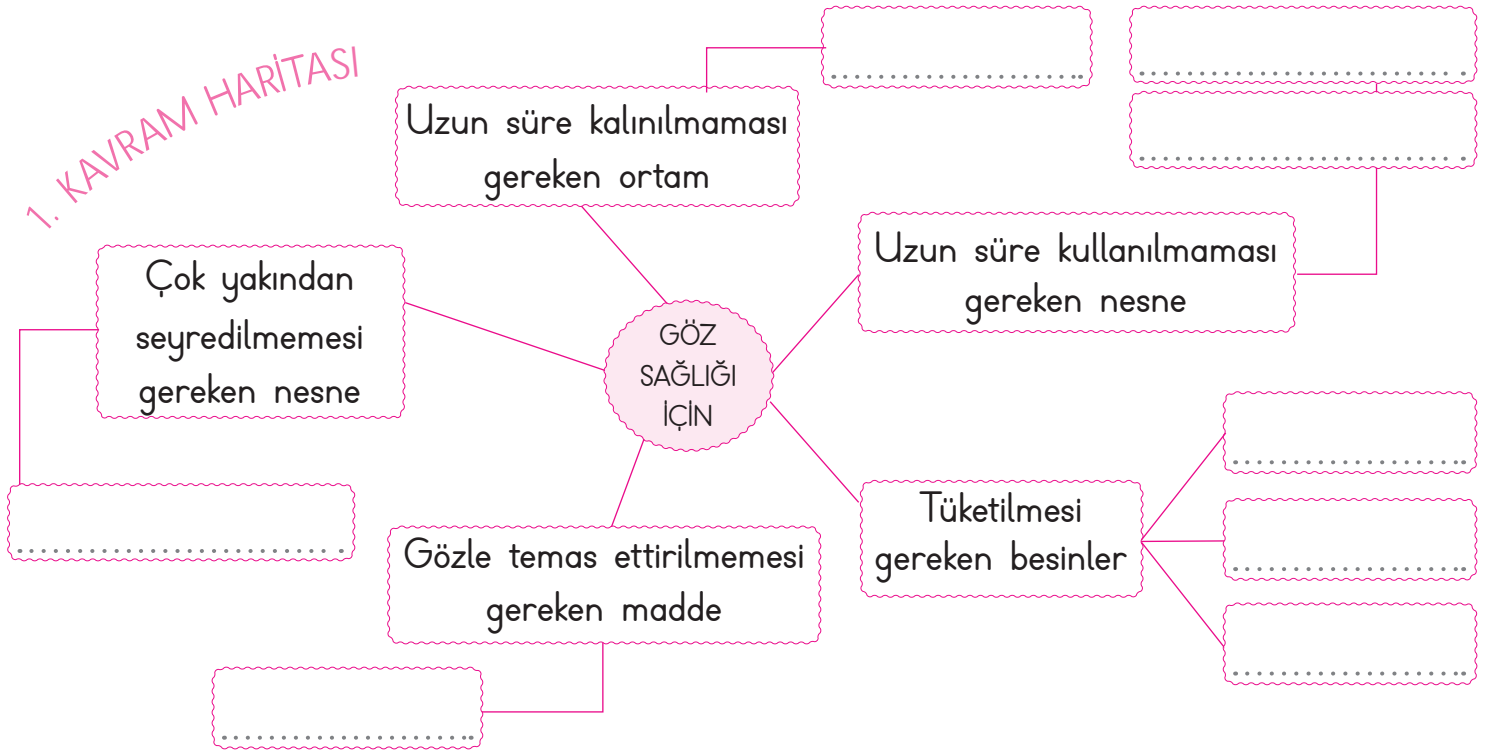 1. KAVRAM HARİTASI
Uzun süre kalınılmaması
gereken ortam
Uzun süre kullanılmaması
gereken nesne
Çok yakından
seyredilmemesi
gereken nesne
GÖZ
SAĞLIĞI
İÇİN
Tüketilmesi
gereken besinler
Gözle temas ettirilmemesi
gereken madde